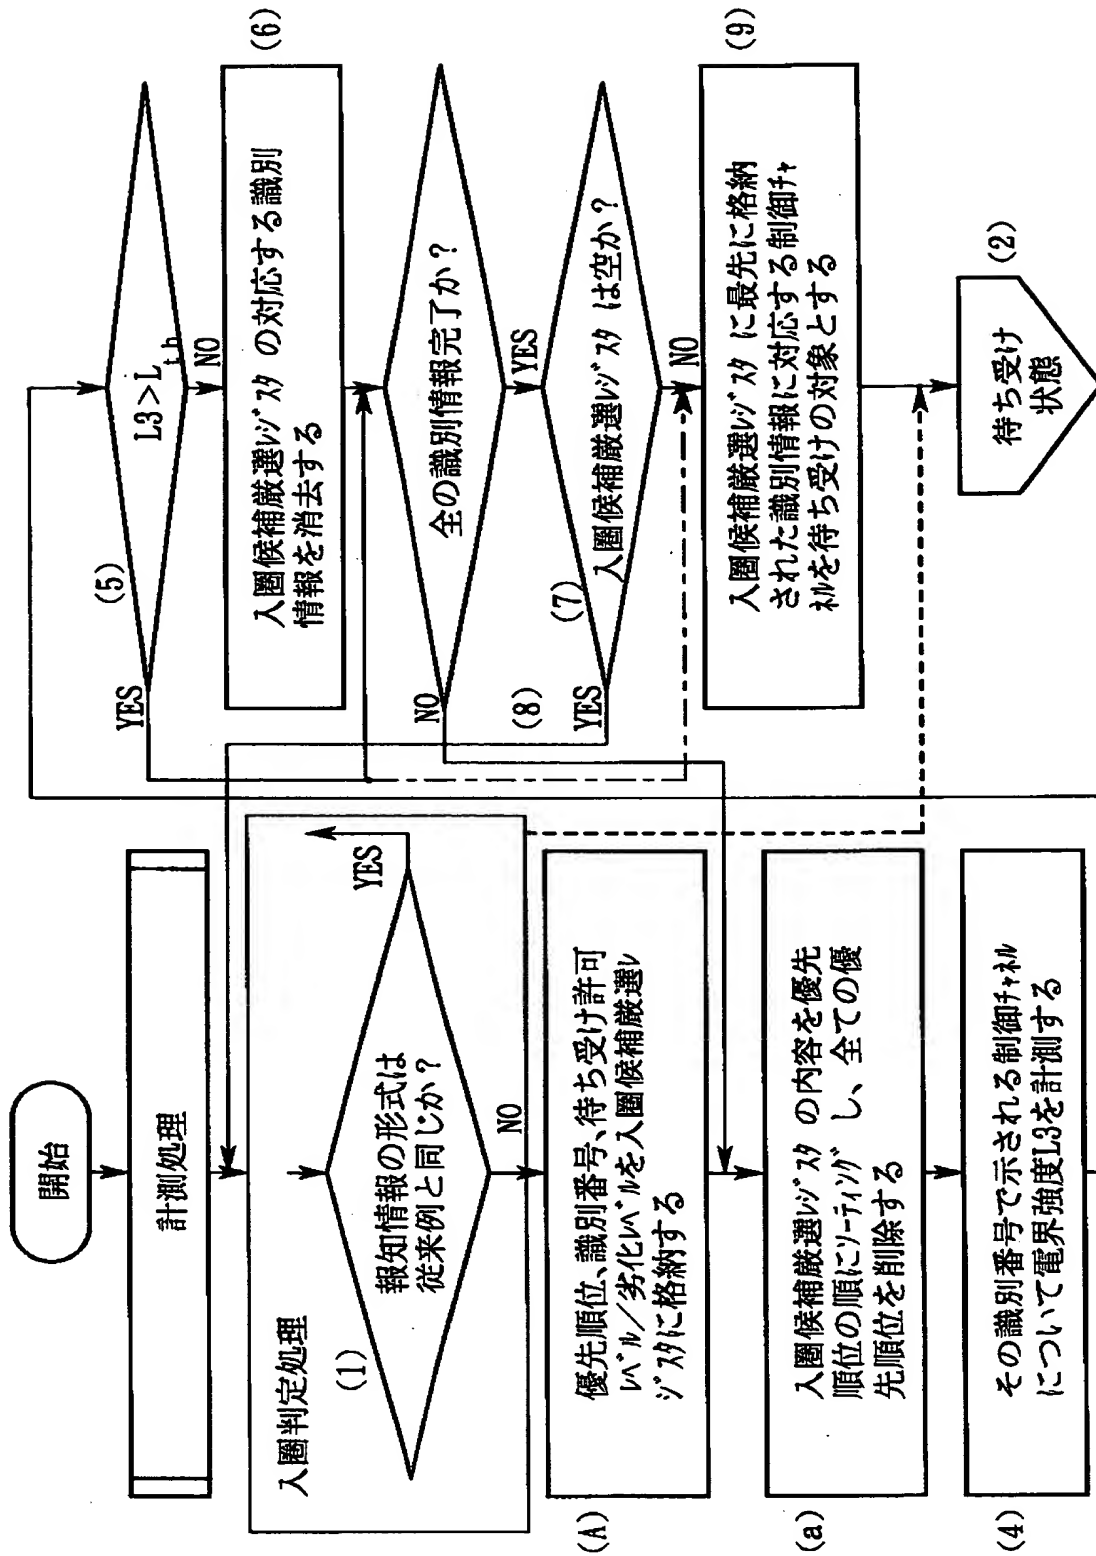 開始
計測処理
入圏判定処理
(1)
報知情報の形式は
従来例と同じか?
YES
NO
(A)
優先順位、識別番号、待ち受け許可
レベル/劣化レベルを入圏候補厳選レ
ジスタに格納する
(a)
入圏候補厳選レジスタ の内容を優先
順位の順にソーティング し、全ての優
先順位を削除する
(4)
その識別番号で示される制御チャネル
について電界強度L3を計測する
(5)
L3>Lth
YES
NO
(6)
入圏候補厳選レジスタ の対応する識別
情報を消去する
全の識別情報完了か?
NO
YES
(7)
入圏候補厳選レジスタ は空か?
(8)
YES
NO
(9)
入圏候補厳選レジスタ に最先に格納
された識別情報に対応する制御チャ
ネルを待ち受けの対象とする
(2)
待ち受け
状態